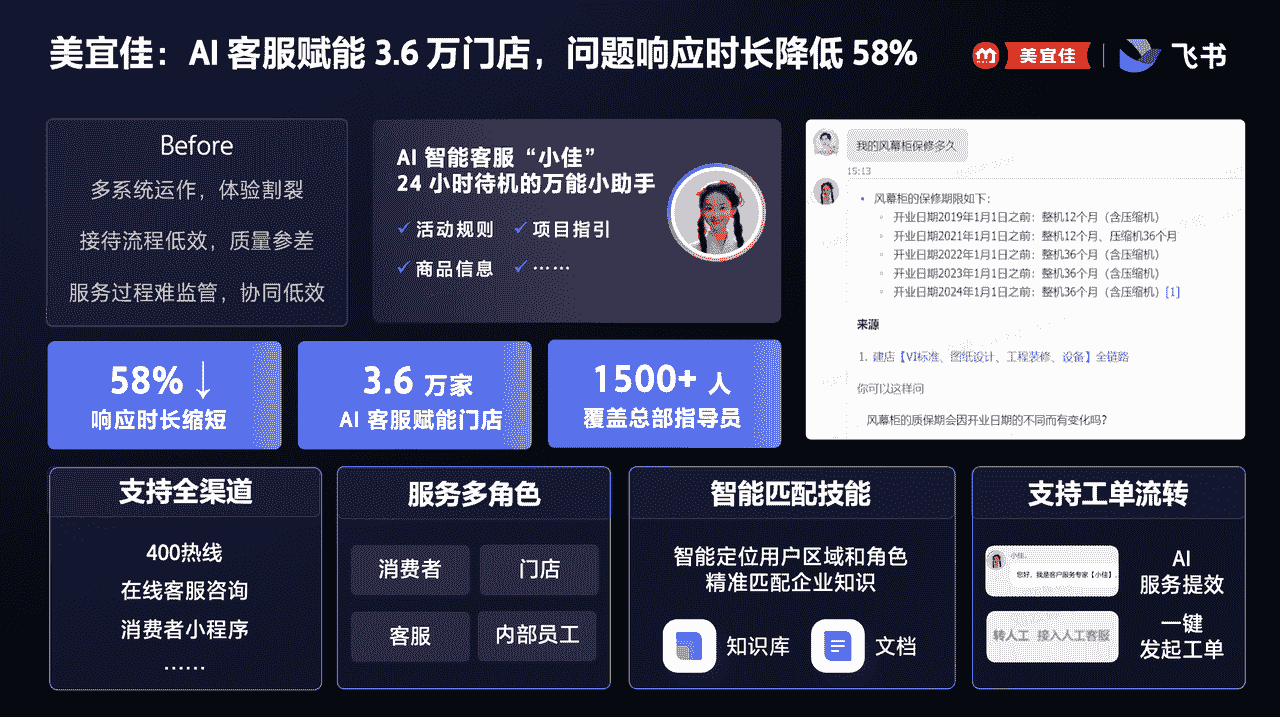 美宜佳：AI 客服赋能 3.6 万门店，问题响应时长降低 58%
美宜佳
飞书
Before
多系统运作，体验割裂
接待流程低效，质量参差
服务过程难监管，协同低效
AI 智能客服“小佳”
24 小时待机的万能小助手
✓ 活动规则 ✓ 项目指引
✓ 商品信息 ✓ ……
我的风幕柜保修多久
15:13
• 风幕柜的保修期限如下：
◦ 开业日期2019年1月1日之前：整机12个月（含压缩机）
◦ 开业日期2021年1月1日之前：整机12个月、压缩机36个月
◦ 开业日期2022年1月1日之前：整机36个月（含压缩机）
◦ 开业日期2023年1月1日之前：整机36个月（含压缩机）
◦ 开业日期2024年1月1日之前：整机36个月（含压缩机）[1]
来源
1. 建店【VI标准、图纸设计、工程装修、设备】全链路
你可以这样问
风幕柜的质保期会因开业日期的不同而有变化吗?
58% ↓
响应时长缩短
3.6 万家
AI 客服赋能门店
1500+ 人
覆盖总部指导员
支持全渠道
400热线
在线客服咨询
消费者小程序
……
服务多角色
消费者
门店
客服
内部员工
智能匹配技能
智能定位用户区域和角色
精准匹配企业知识
知识库
文档
支持工单流转
小佳.
您好，我是客户服务专家【小佳】.
AI
服务提效
转人工 接入人工客服
一键
发起工单